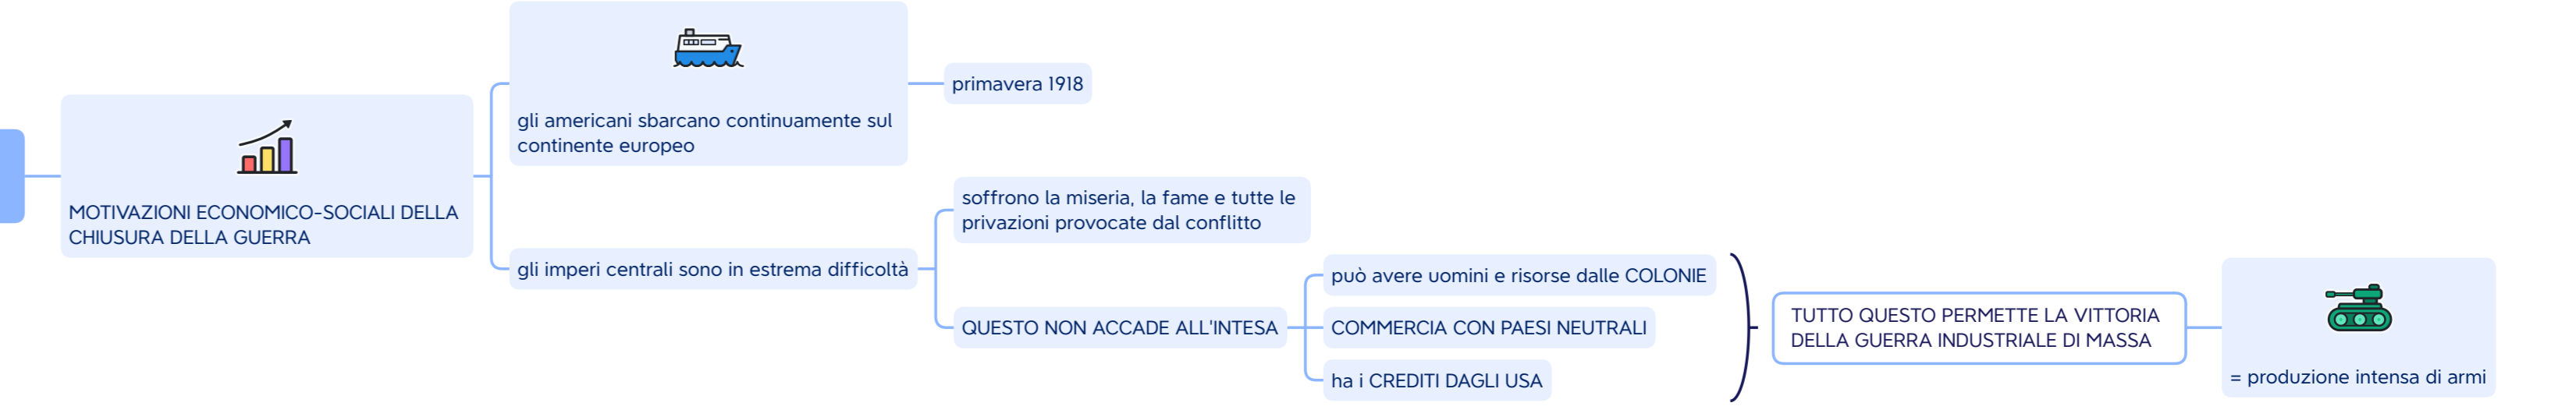 gli americani sbarcano continuamente sul
continente europeo
primavera 1918
MOTIVAZIONI ECONOMICO-SOCIALI DELLA
CHIUSURA DELLA GUERRA
soffrono la miseria, la fame e tutte le
privazioni provocate dal conflitto
gli imperi centrali sono in estrema difficoltà
può avere uomini e risorse dalle COLONIE
QUESTO NON ACCADE ALL'INTESA
COMMERCIA CON PAESI NEUTRALI
ha i CREDITI DAGLI USA
TUTTO QUESTO PERMETTE LA VITTORIA
DELLA GUERRA INDUSTRIALE DI MASSA
= produzione intensa di armi